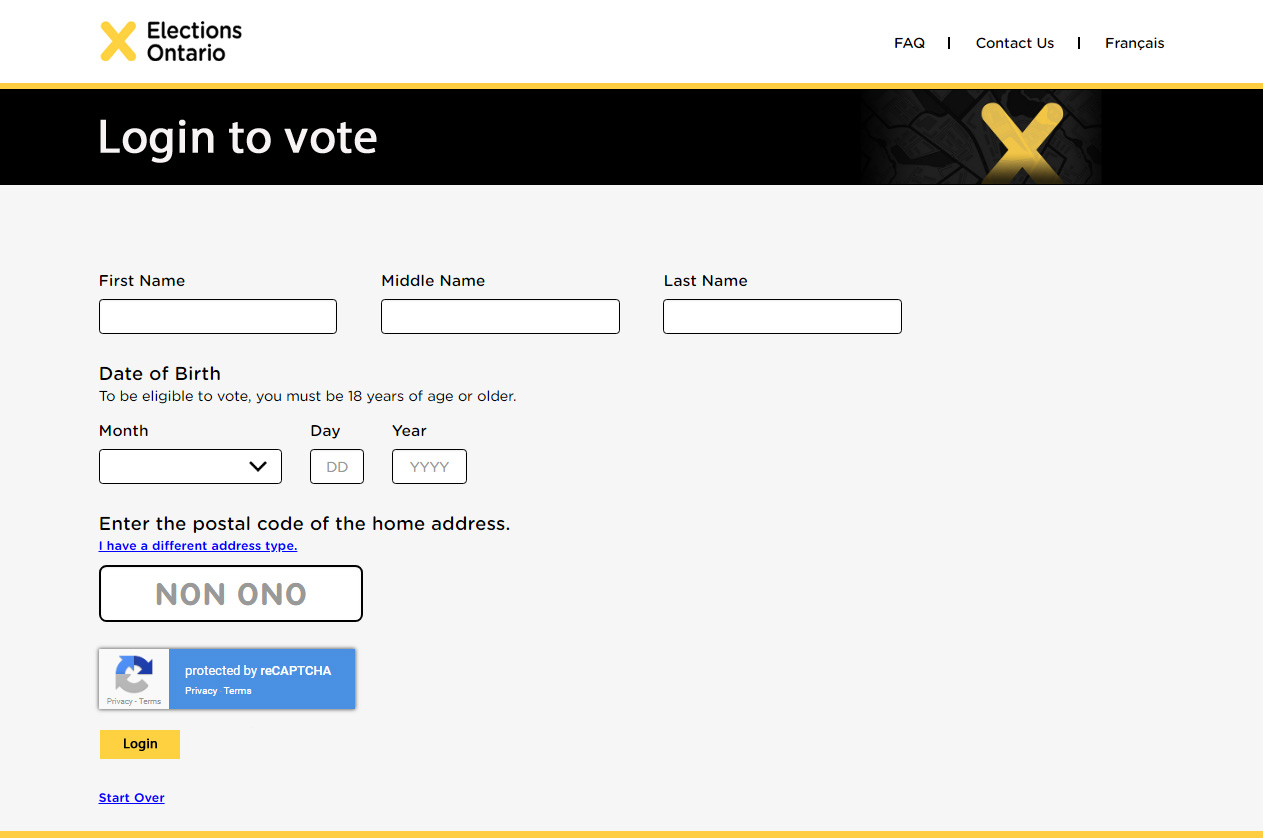 Elections
Ontario
FAQ | Contact Us | Français
Login to vote
First Name Middle Name Last Name
Date of Birth
To be eligible to vote, you must be 18 years of age or older.
Month Day Year
DD YYYY
Enter the postal code of the home address.
I have a different address type.
N0N 0N0
protected by reCAPTCHA
Privacy - Terms
Privacy - Terms
Login
Start Over